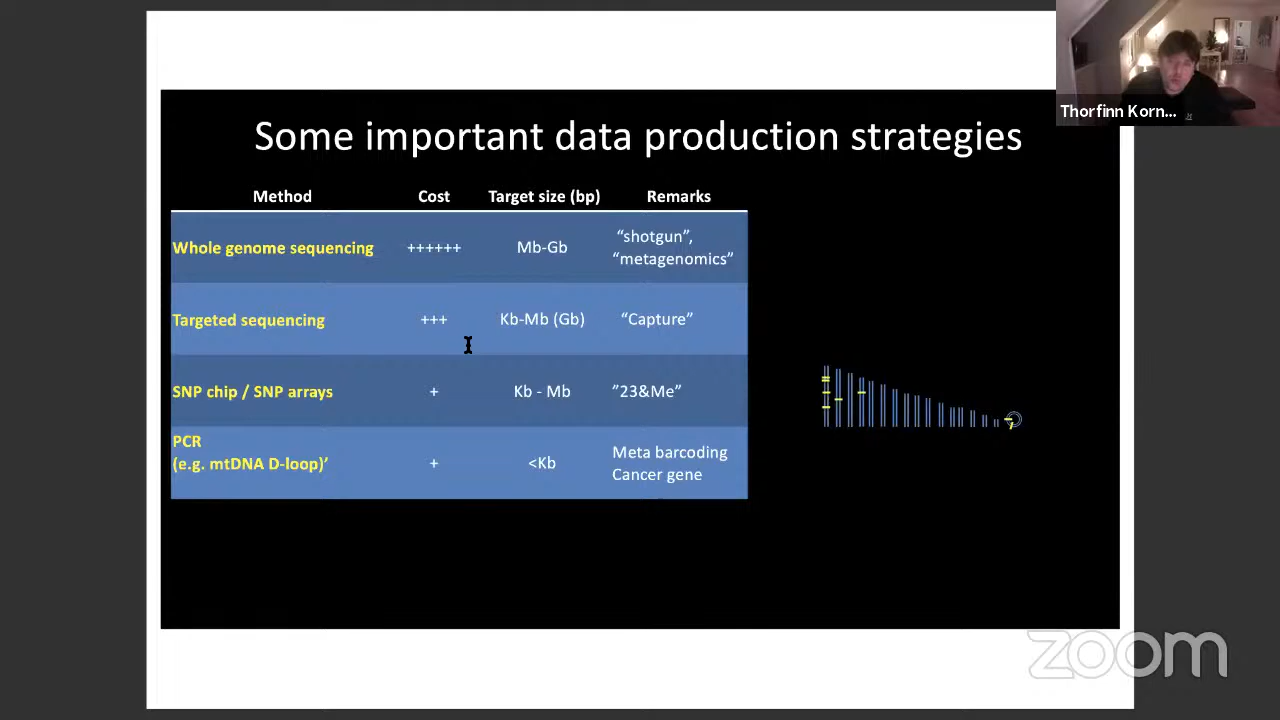 Thorfinn Korn...
Some important data production strategies
Method Cost Target size (bp) Remarks
Whole genome sequencing ++++++ Mb-Gb “shotgun”,
“metagenomics”
Targeted sequencing +++ Kb-Mb (Gb) “Capture”
SNP chip / SNP arrays + Kb - Mb ”23&Me”
PCR
(e.g. mtDNA D-loop)’ + <Kb Meta barcoding
Cancer gene
zoom